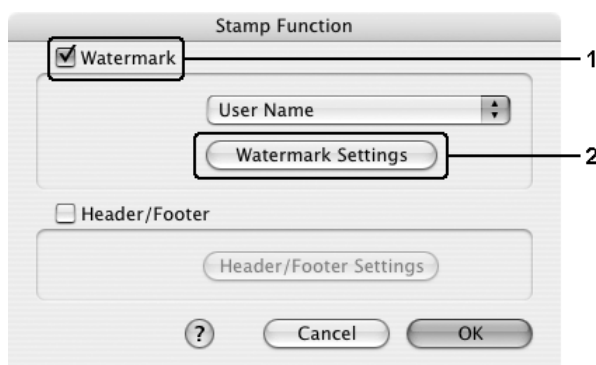 Stamp Function
Watermark
1
User Name
Watermark Settings
2
Header/Footer
Header/Footer Settings
?
Cancel
OK